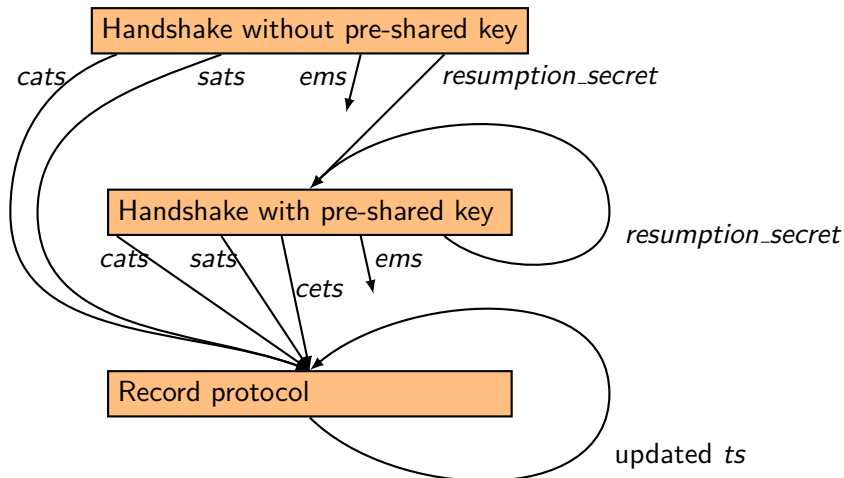 Handshake without pre-shared key
cats sats ems resumption_secret
Handshake with pre-shared key
resumption_secret
cats sats ems
cets
Record protocol
updated ts